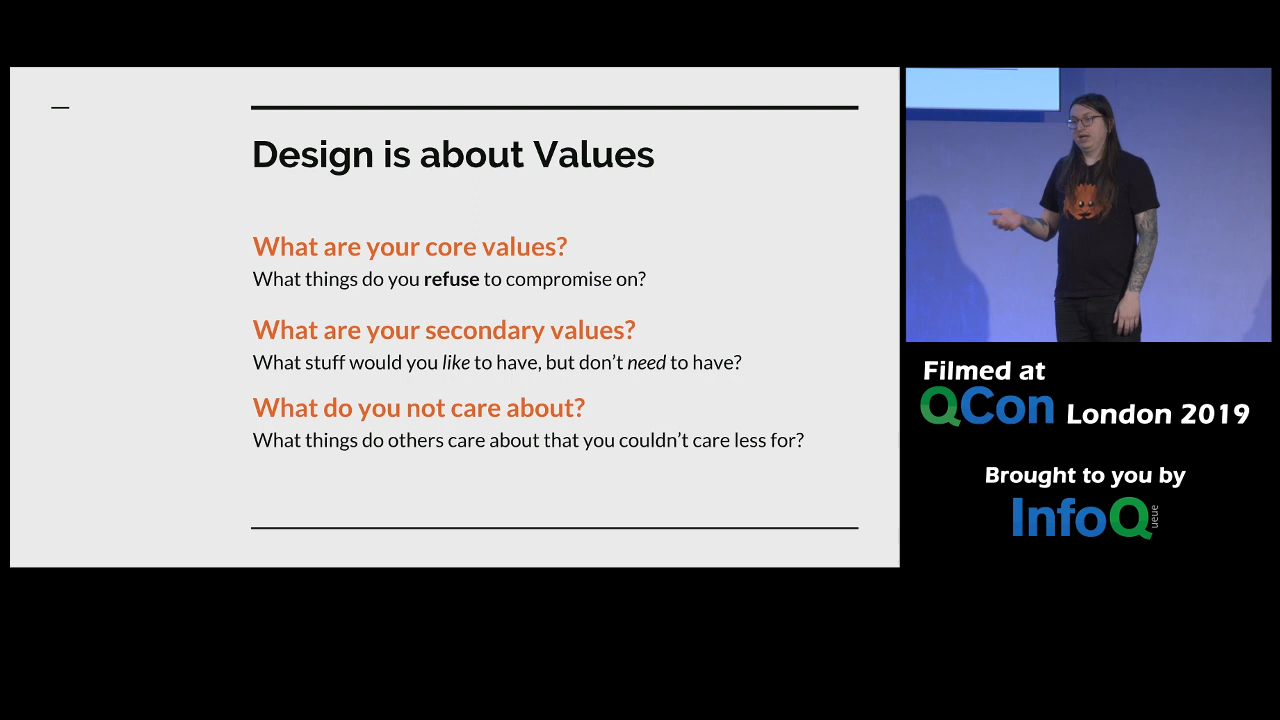 Design is about Values
What are your core values?
What things do you refuse to compromise on?
What are your secondary values?
What stuff would you like to have, but don't need to have?
What do you not care about?
What things do others care about that you couldn't care less for?
Filmed at
QCon London 2019
Brought to you by
InfoQ
ueue